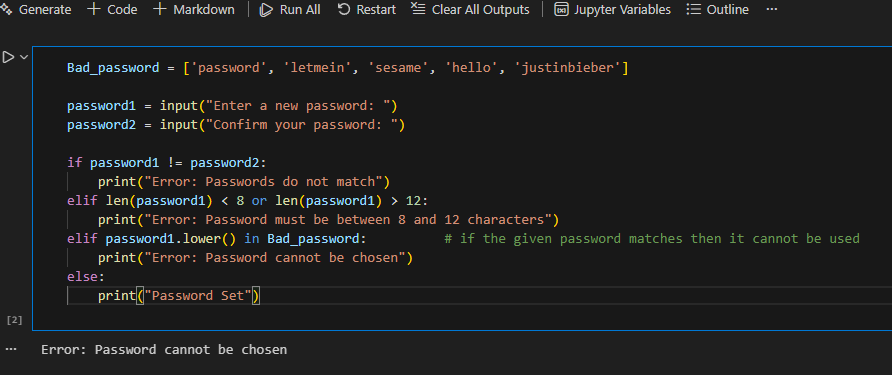 Generate + Code + Markdown Run All Restart Clear All Outputs Jupyter Variables Outline ...
Bad_password = ['password', 'letmein', 'sesame', 'hello', 'justinbieber']
password1 = input("Enter a new password: ")
password2 = input("Confirm your password: ")
if password1 != password2:
    print("Error: Passwords do not match")
elif len(password1) < 8 or len(password1) > 12:
    print("Error: Password must be between 8 and 12 characters")
elif password1.lower() in Bad_password:          # if the given password matches then it cannot be used
    print("Error: Password cannot be chosen")
else:
    print("Password Set")
[2]
... Error: Password cannot be chosen